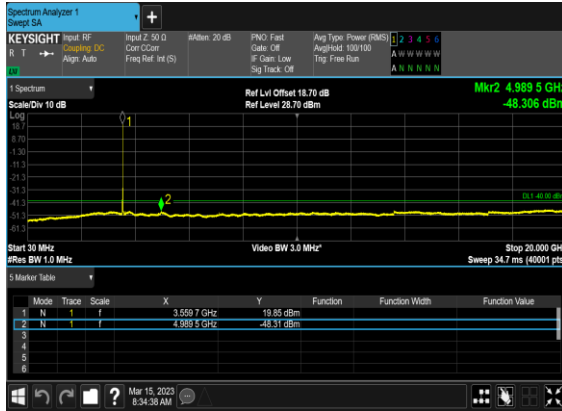 Spectrum Analyzer 1
Swept SA
+
KEYSIGHT Input: RF Input Z: 50 Ω #Atten: 20 dB PNO: Fast Avg Type: Power (RMS) 1 2 3 4 5 6
R T Coupling: DC Corr CCorr Gate: Off Avg|Hold: 100/100 A W W W W W
Align: Auto Freq Ref: Int (S) IF Gain: Low Trig: Free Run
Sig Track: Off A N N N N N
1 Spectrum Ref Lvl Offset 18.70 dB Mkr2 4.989 5 GHz
Scale/Div 10 dB Ref Level 28.70 dBm -48.306 dBm
Log
18.7
8.70
-1.30
-11.3
-21.3
-31.3
-41.3
-51.3
-61.3
1
2
DL1 -40.00 dBm
Start 30 MHz Video BW 3.0 MHz* Stop 20.000 GHz
#Res BW 1.0 MHz Sweep 34.7 ms (40001 pts)
5 Marker Table
Mode Trace Scale X Y Function Function Width Function Value
1 N 1 f 3.559 7 GHz 19.85 dBm
2 N 1 f 4.989 5 GHz -48.31 dBm
3
4
5
6
? Mar 15, 2023
8:34:38 AM